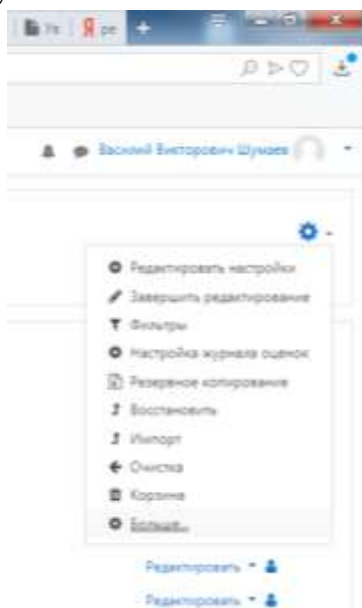 Василий Викторович Шумаев
Редактировать настройки
Завершить редактирование
Фильтры
Настройка журнала оценок
Резервное копирование
Восстановить
Импорт
Очистка
Корзина
Больше...
Редактировать
Редактировать